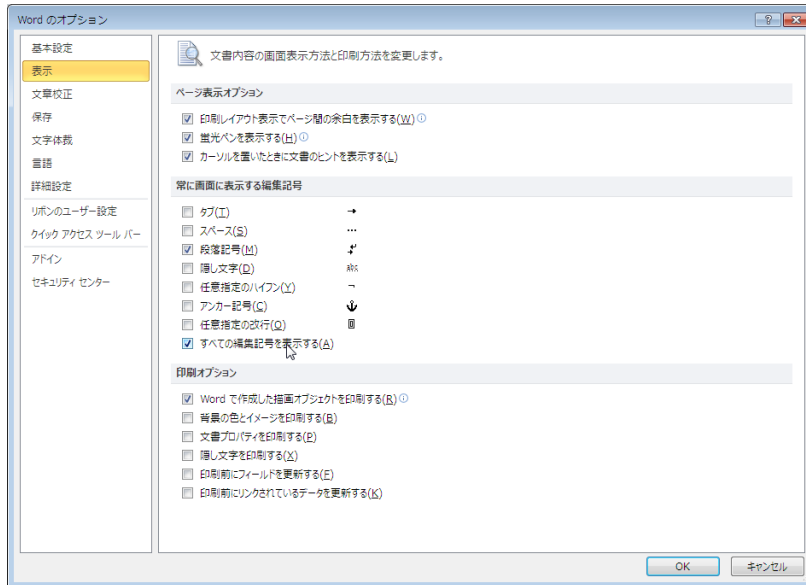 Word のオプション
基本設定
表示
文章校正
保存
文字体裁
言語
詳細設定
リボンのユーザー設定
クイック アクセス ツール バー
アドイン
セキュリティ センター
文書内容の画面表示方法と印刷方法を変更します。
ページ表示オプション
印刷レイアウト表示でページ間の余白を表示する(W)
蛍光ペンを表示する(H)
カーソルを置いたときに文書のヒントを表示する(L)
常に画面に表示する編集記号
タブ(T) →
スペース(S) ···
段落記号(M)
隠し文字(D) abc
任意指定のハイフン(Y) ¬
アンカー記号(C)
任意指定の改行(O)
すべての編集記号を表示する(A)
印刷オプション
Word で作成した描画オブジェクトを印刷する(R)
背景の色とイメージを印刷する(B)
文書プロパティを印刷する(P)
隠し文字を印刷する(X)
印刷前にフィールドを更新する(F)
印刷前にリンクされているデータを更新する(K)
OK キャンセル